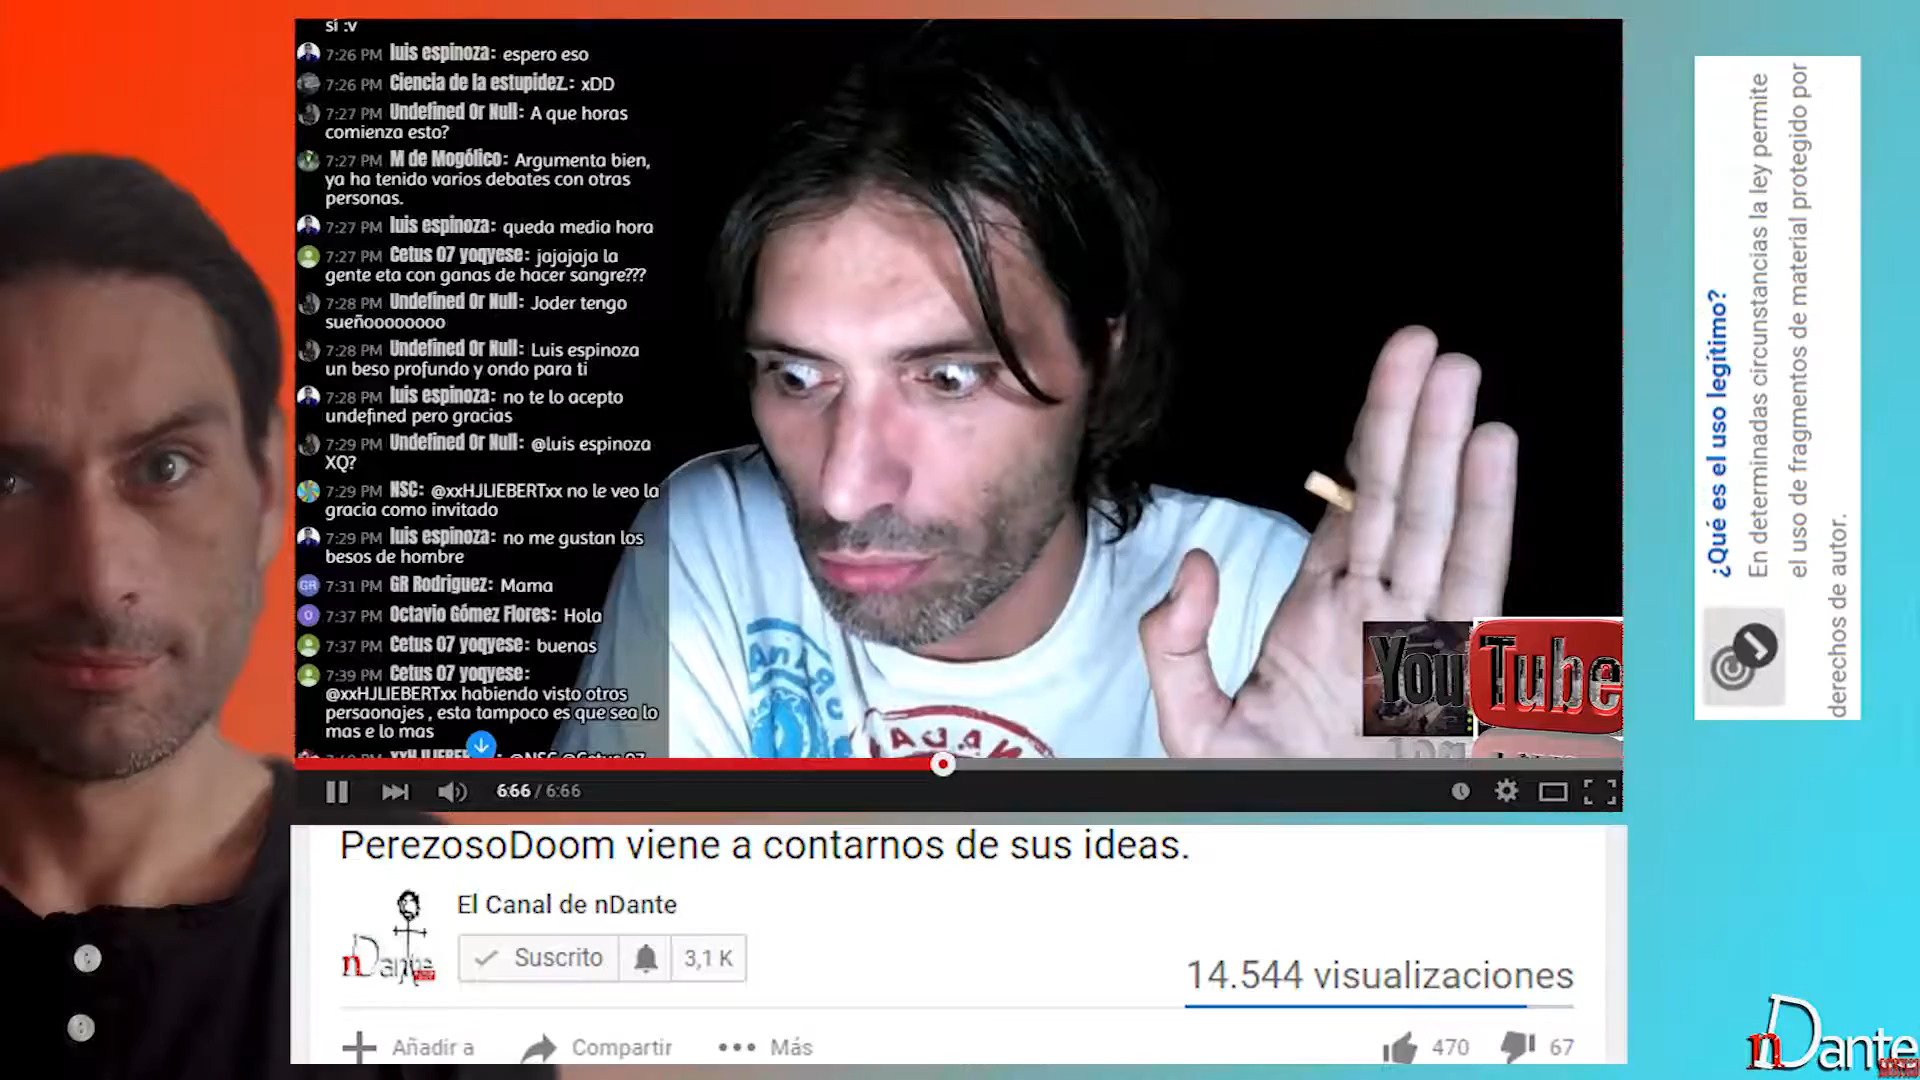 sí :v
7:26 PM luis espinoza: espero eso
7:26 PM Ciencia de la estupidez.: xDD
7:27 PM Undefined Or Null: A que horas
comienza esto?
7:27 PM M de Mogólico: Argumenta bien,
ya ha tenido varios debates con otras
personas.
7:27 PM luis espinoza: queda media hora
7:27 PM Cetus 07 yoqyese: jajajaja la
gente eta con ganas de hacer sangre???
7:28 PM Undefined Or Null: Joder tengo
sueñoooooooo
7:28 PM Undefined Or Null: Luis espinoza
un beso profundo y ondo para ti
7:28 PM luis espinoza: no te lo acepto
undefined pero gracias
7:29 PM Undefined Or Null: @luis espinoza
XQ?
7:29 PM NSC: @xxHJLIEBERTxx no le veo la
gracia como invitado
7:29 PM luis espinoza: no me gustan los
besos de hombre
GR 7:31 PM GR Rodriguez: Mama
O 7:37 PM Octavio Gómez Flores: Hola
7:37 PM Cetus 07 yoqyese: buenas
7:39 PM Cetus 07 yoqyese:
@xxHJLIEBERTxx habiendo visto otros
persaonajes , esta tampoco es que sea lo
mas e lo mas
YouTube
6:66 / 6:66
PerezosoDoom viene a contarnos de sus ideas.
El Canal de nDante
nDante
Suscrito 3,1 K
14.544 visualizaciones
Añadir a Compartir Más 470 67
¿Qué es el uso legítimo?
En determinadas circunstancias la ley permite
el uso de fragmentos de material protegido por
derechos de autor.
nDante